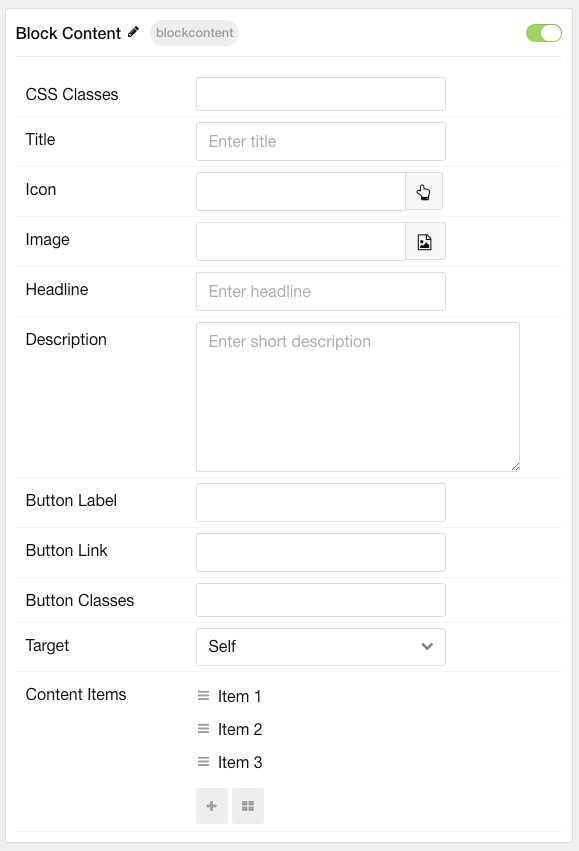 Block Content blockcontent
CSS Classes
Title Enter title
Icon
Image
Headline Enter headline
Description Enter short description
Button Label
Button Link
Button Classes
Target Self
Content Items Item 1
Item 2
Item 3